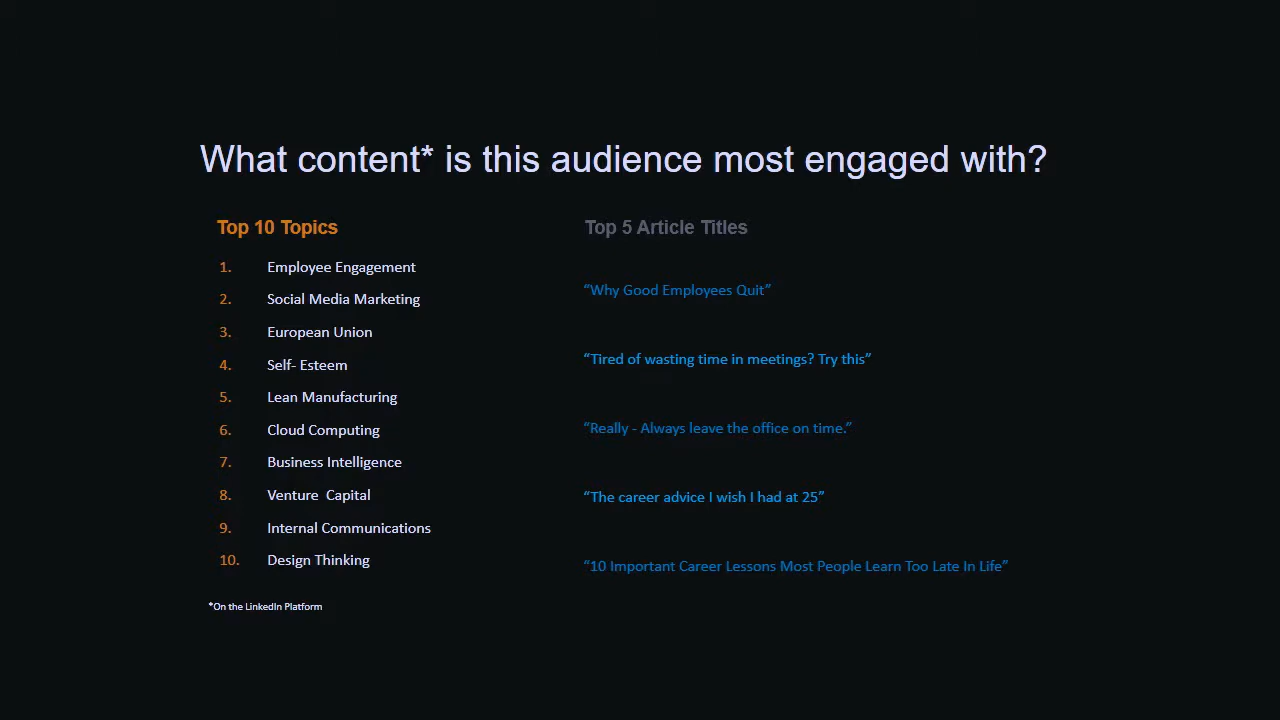 What content* is this audience most engaged with?
Top 10 Topics
1. Employee Engagement
2. Social Media Marketing
3. European Union
4. Self- Esteem
5. Lean Manufacturing
6. Cloud Computing
7. Business Intelligence
8. Venture  Capital
9. Internal Communications
10. Design Thinking
*On the LinkedIn Platform
Top 5 Article Titles
“Why Good Employees Quit”
“Tired of wasting time in meetings? Try this”
“Really - Always leave the office on time.”
“The career advice I wish I had at 25”
“10 Important Career Lessons Most People Learn Too Late In Life”